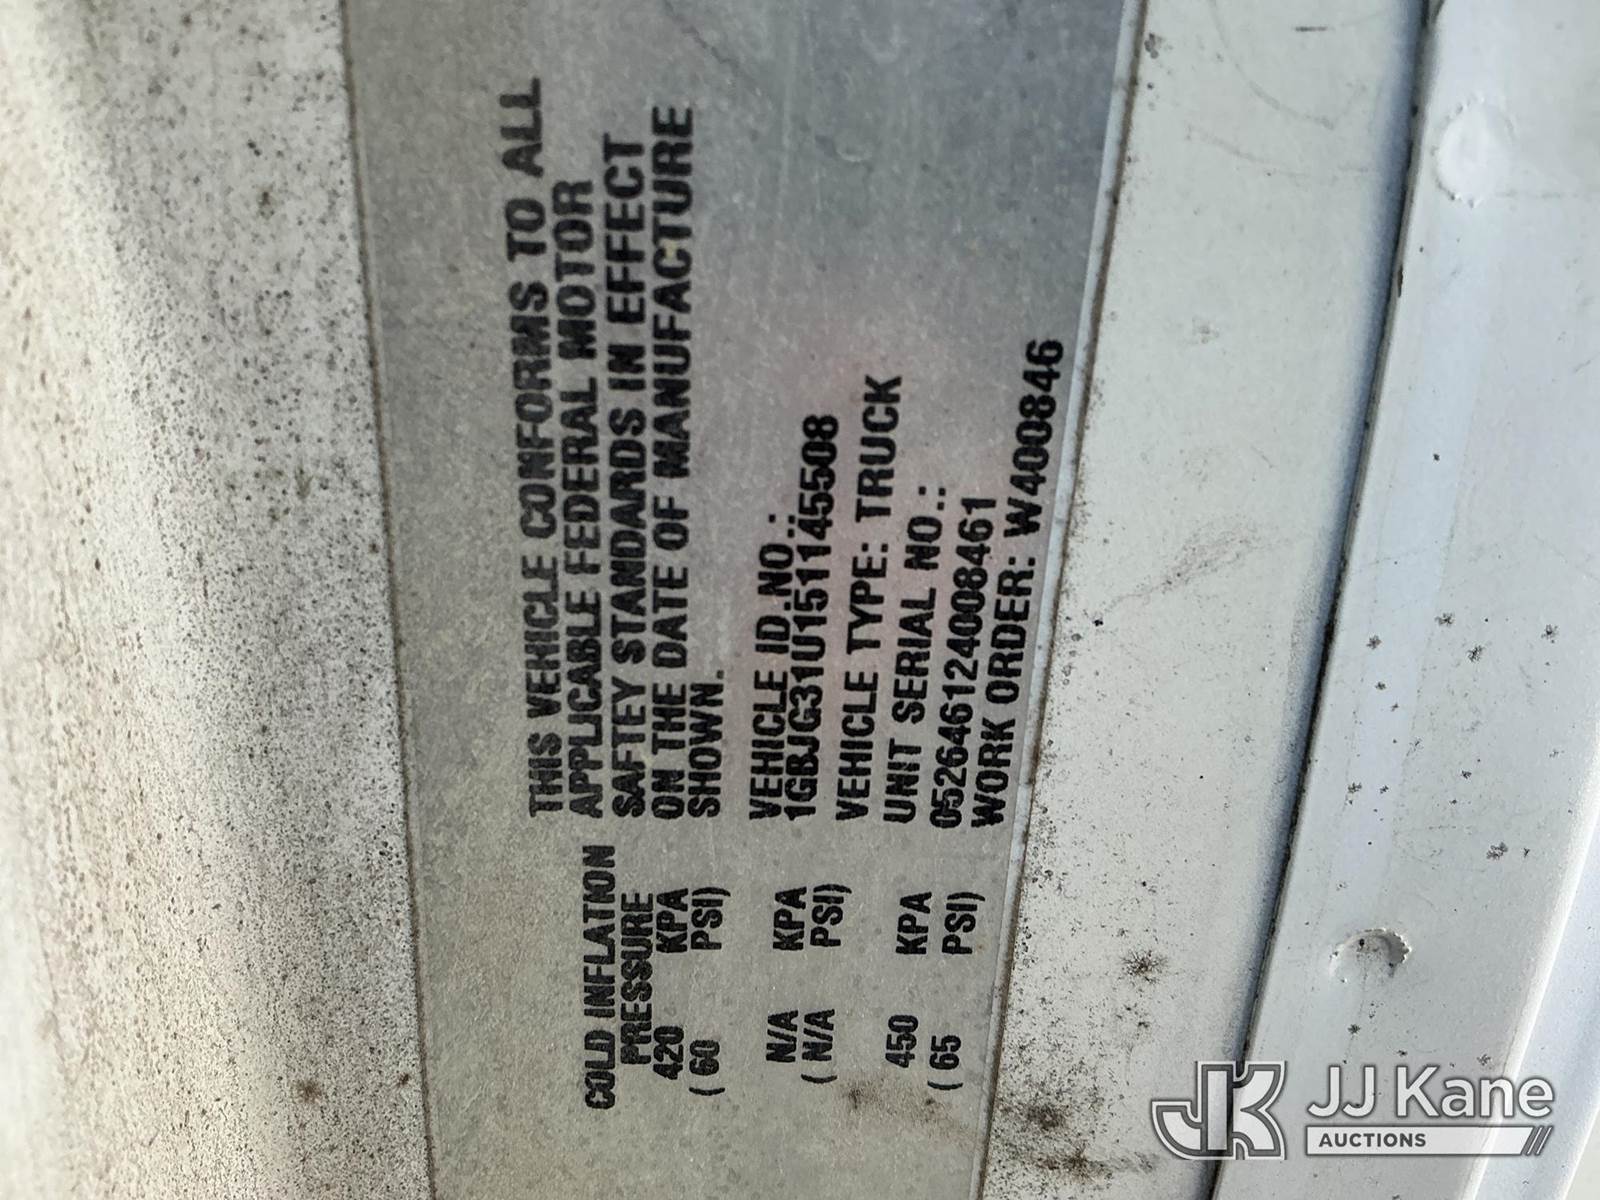 COLD INFLATION
PRESSURE
420 KPA
( 60 PSI)
N/A KPA
( N/A PSI)
450 KPA
( 65 PSI)
THIS VEHICLE CONFORMS TO ALL
APPLICABLE FEDERAL MOTOR
SAFTEY STANDARDS IN EFFECT
ON THE DATE OF MANUFACTURE
SHOWN.
VEHICLE ID.NO.:
1GBJG31U151145508
VEHICLE TYPE: TRUCK
UNIT SERIAL NO.:
052646124008461
WORK ORDER: W400846
JK JJ Kane
AUCTIONS